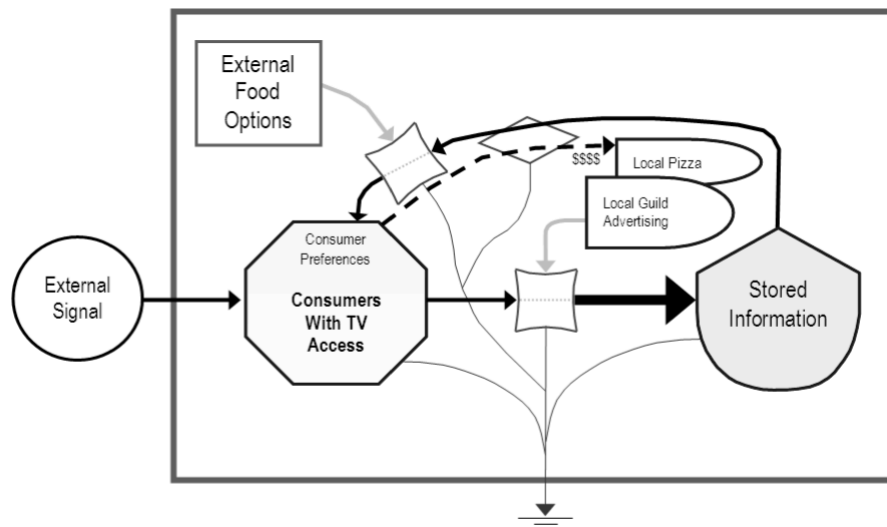 External
Food
Options
$$$$
Local Pizza
Local Guild
Advertising
Consumer
Preferences
Consumers
With TV
Access
External
Signal
Stored
Information